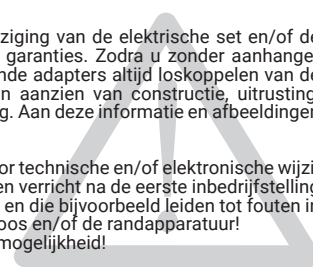 ziging van de elektrische set en/of de
garanties. Zodra u zonder aanhange
nde adapters altijd loskoppelen van de
n aanzien van constructie, uitrusting
g. Aan deze informatie en afbeeldingen
or technische en/of elektronische wijzi
en verricht na de eerste inbedrijfstelling
en die bijvoorbeeld leiden tot fouten in
oos en/of de randapparatuur!
mogelijkheid!